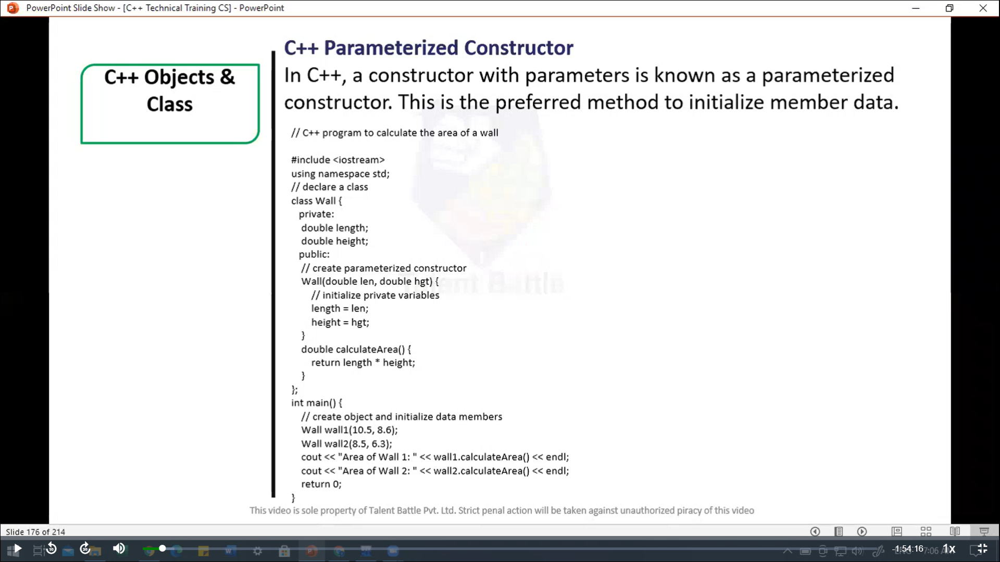 PowerPoint Slide Show - [C++ Technical Training CS] - PowerPoint
C++ Objects &
Class
C++ Parameterized Constructor
In C++, a constructor with parameters is known as a parameterized
constructor. This is the preferred method to initialize member data.
// C++ program to calculate the area of a wall
#include <iostream>
using namespace std;
// declare a class
class Wall {
private:
double length;
double height;
public:
// create parameterized constructor
Wall(double len, double hgt) {
// initialize private variables
length = len;
height = hgt;
}
double calculateArea() {
return length * height;
}
};
int main() {
// create object and initialize data members
Wall wall1(10.5, 8.6);
Wall wall2(8.5, 6.3);
cout << "Area of Wall 1: " << wall1.calculateArea() << endl;
cout << "Area of Wall 2: " << wall2.calculateArea() << endl;
return 0;
}
Talent Battle
This video is sole property of Talent Battle Pvt. Ltd. Strict penal action will be taken against unauthorized piracy of this video
Slide 176 of 214
10
30
-1:54:16
1x